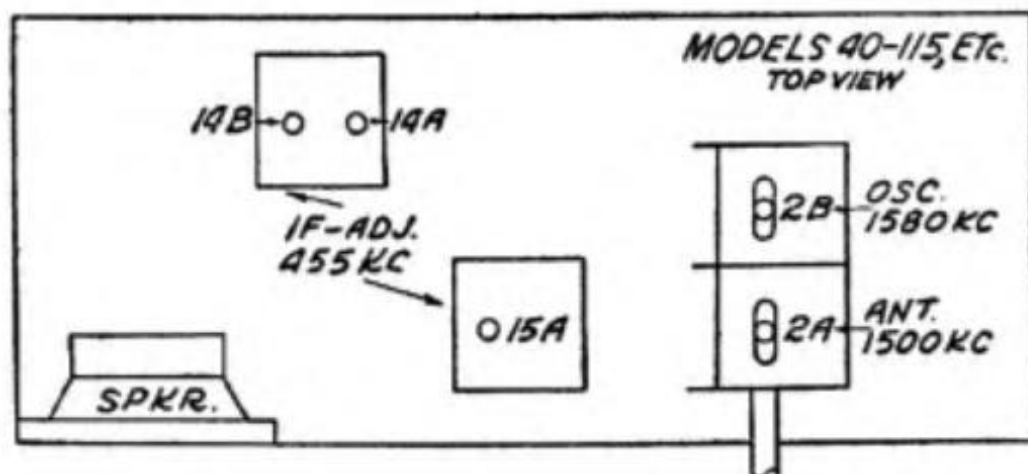 MODELS 40-115, ETC.
TOP VIEW
14B
14A
IF-ADJ.
455 KC
2B
OSC.
1580 KC
15A
2A
ANT.
1500 KC
SPKR.